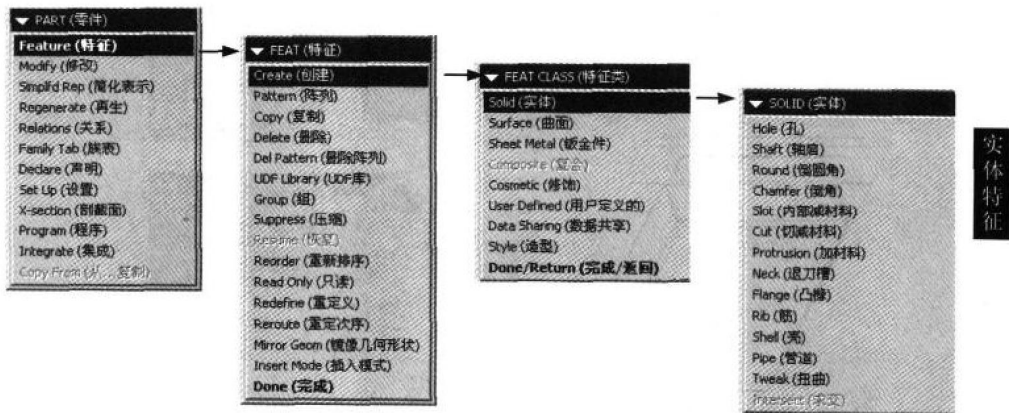 PART (零件)
Feature (特征)
Modify (修改)
Simplfd Rep (简化表示)
Regenerate (再生)
Relations (关系)
Family Tab (族表)
Declare (声明)
Set Up (设置)
X-section (剖截面)
Program (程序)
Integrate (集成)
Copy From (从...复制)
FEAT (特征)
Create (创建)
Pattern (阵列)
Copy (复制)
Delete (删除)
Del Pattern (删除阵列)
UDF Library (UDF库)
Group (组)
Suppress (压缩)
Resume (恢复)
Reorder (重新排序)
Read Only (只读)
Redefine (重定义)
Reroute (重定次序)
Mirror Geom (镜像几何形状)
Insert Mode (插入模式)
Done (完成)
FEAT CLASS (特征类)
Solid (实体)
Surface (曲面)
Sheet Metal (钣金件)
Composite (复合)
Cosmetic (修饰)
User Defined (用户定义的)
Data Sharing (数据共享)
Style (造型)
Done/Return (完成/返回)
SOLID (实体)
Hole (孔)
Shaft (轴肩)
Round (倒圆角)
Chamfer (倒角)
Slot (内部减材料)
Cut (切减材料)
Protrusion (加材料)
Neck (退刀槽)
Flange (凸缘)
Rib (筋)
Shell (壳)
Pipe (管道)
Tweak (扭曲)
Intersect (求交)
实体特征